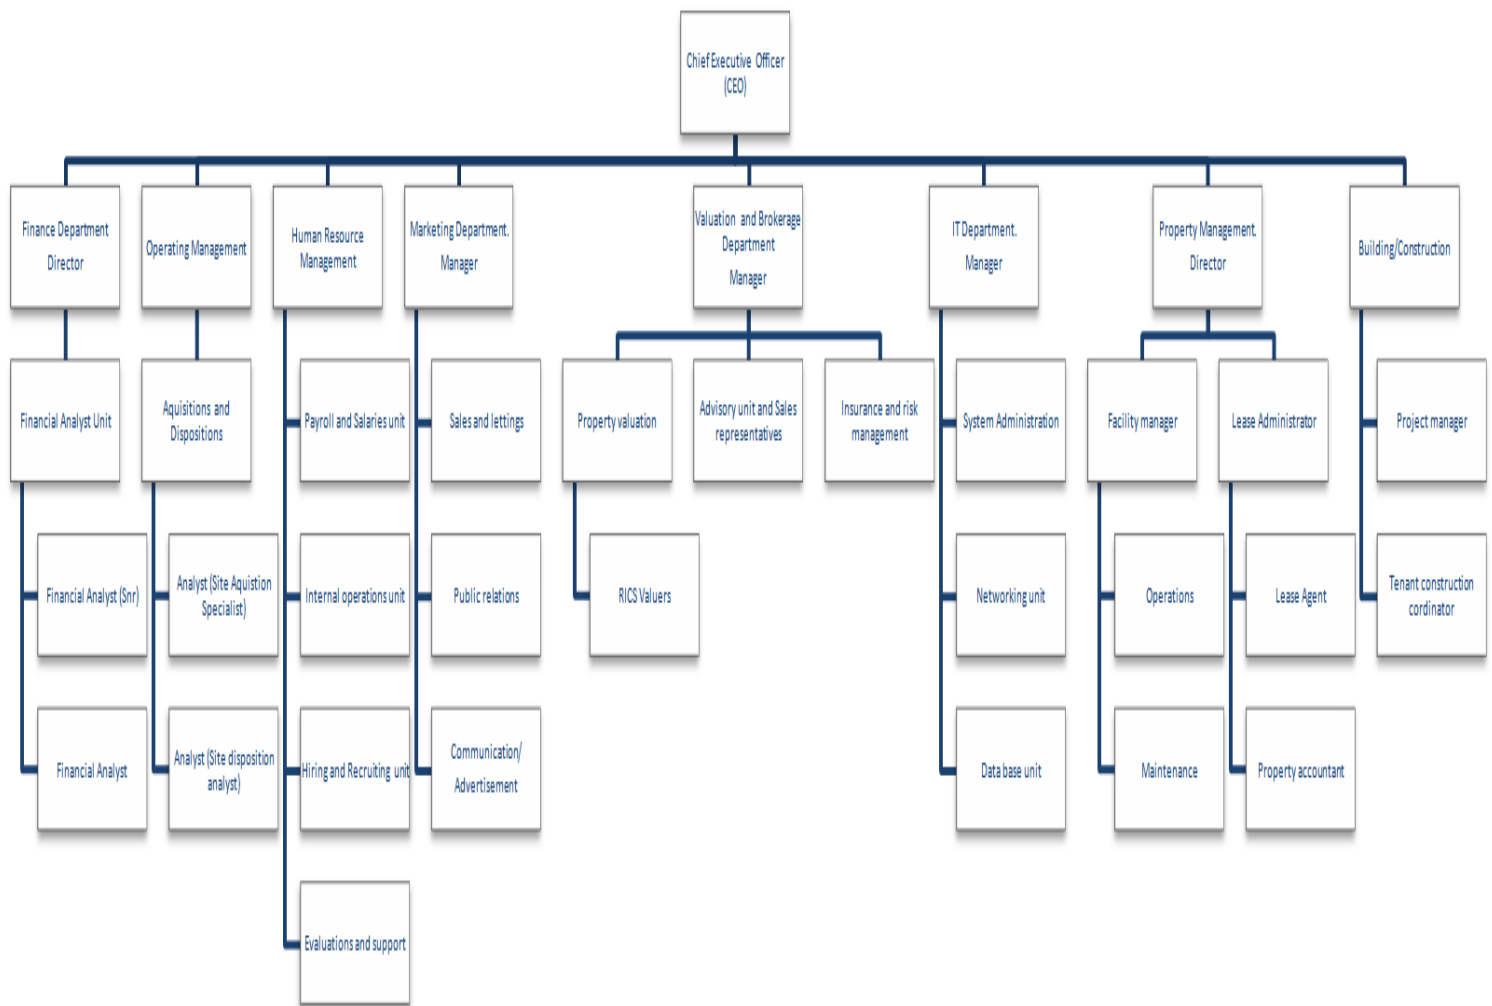 Chief Executive Officer
(CEO)
Finance Department
Director
Operating Management
Human Resource
Management
Marketing Department.
Manager
Valuation and Brokerage
Department
Manager
IT Department.
Manager
Property Management.
Director
Building/Construction
Financial Analyst Unit
Aquisitions and
Dispositions
Payroll and Salaries unit
Sales and lettings
Property valuation
Advisory unit and Sales
representatives
Insurance and risk
management
System Administration
Facility manager
Lease Administrator
Project manager
Financial Analyst (Snr)
Analyst (Site Aquistion
Specialist)
Internal operations unit
Public relations
RICS Valuers
Networking unit
Operations
Lease Agent
Tenant construction
cordinator
Financial Analyst
Analyst (Site disposition
analyst)
Hiring and Recruiting unit
Communication/
Advertisement
Data base unit
Maintenance
Property accountant
Evaluations and support